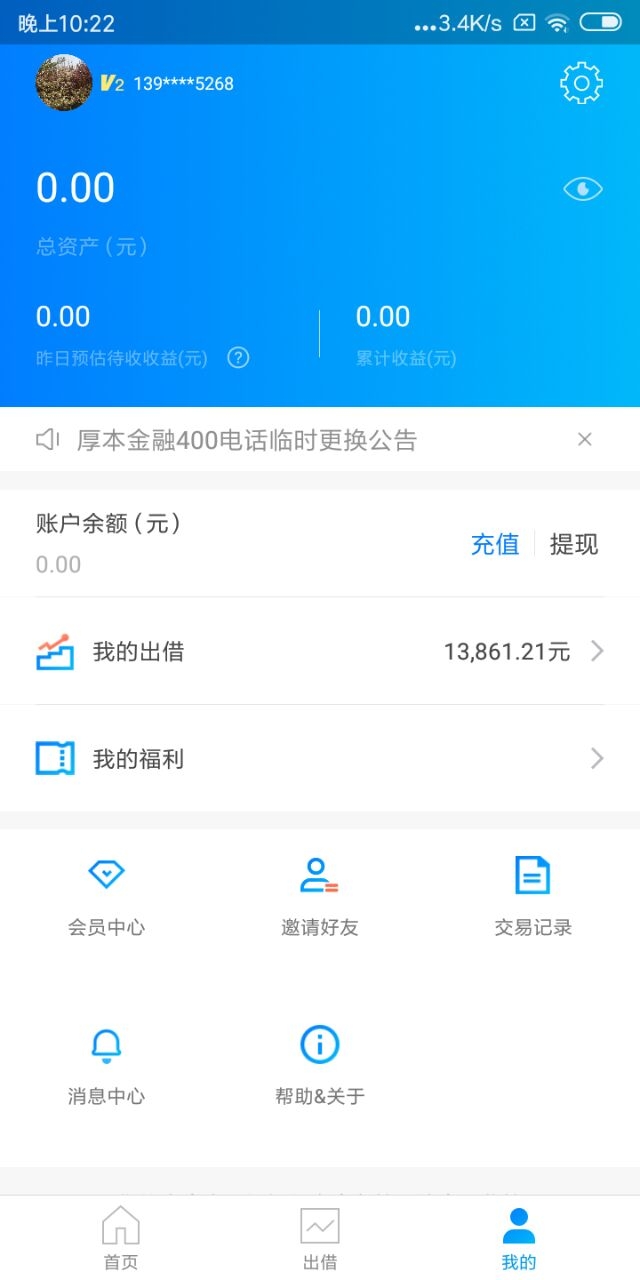 晚上10:22
...3.4K/s
V2 139****5268
0.00
总资产(元)
0.00
0.00
昨日预估待收收益(元) ?
累计收益(元)
厚本金融400电话临时更换公告
账户余额(元)
0.00
充值
提现
我的出借
13,861.21元
我的福利
会员中心
邀请好友
交易记录
消息中心
帮助&关于
首页
出借
我的